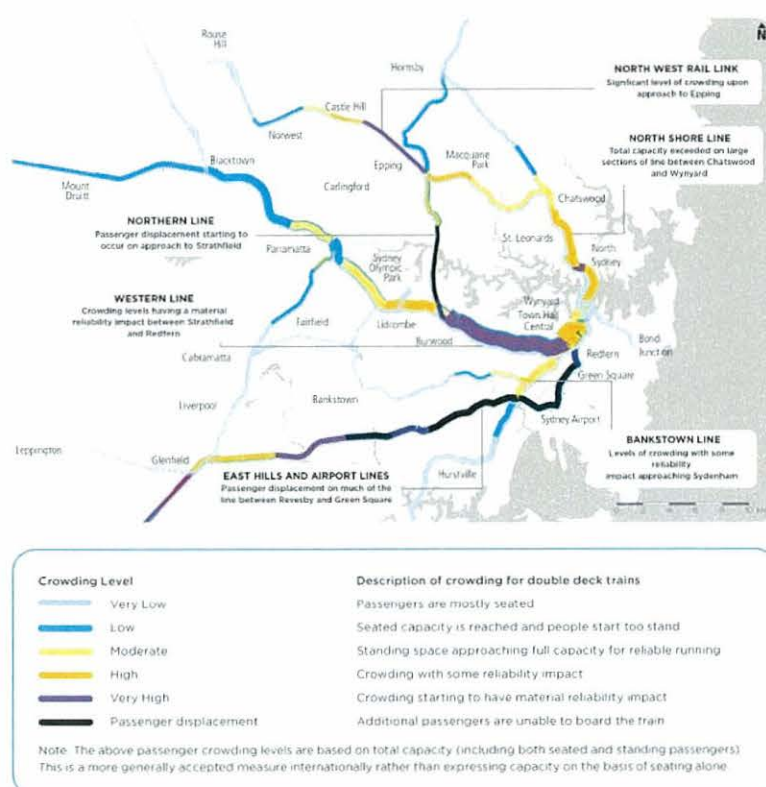 N
Rouse
Hill
Hornsby
NORTH WEST RAIL LINK
Signficant level of crowding upon
approach to Epping
Castle Hill
Norwest
NORTH SHORE LINE
Total capacity exceeded on large
sections of line between Chatswood
and Wynyard
Epping
Macquarie
Park
Blacktown
Carlingford
Mount
Druitt
Chatswood
NORTHERN LINE
Passenger displacement starting to
occur on approach to Strathfield
St. Leonards
North
Sydney
Parramatta
Sydney
Olympic
Park
WESTERN LINE
Crowding levels having a material
reliability impact between Strathfield
and Redfern
Wynyard
Town Hall
Central
Fairfield
Lidcombe
Burwood
Bondi
Junction
Cabramatta
Redfern
Green Square
Liverpool
Bankstown
Sydney Airport
Leppington
Glenfield
BANKSTOWN LINE
Levels of crowding with some
reliability
impact approaching Sydenham
EAST HILLS AND AIRPORT LINES
Passenger displacement on much of the
line between Revesby and Green Square
Hurstville
Crowding Level Description of crowding for double deck trains
Very Low Passengers are mostly seated
Low Seated capacity is reached and people start too stand
Moderate Standing space approaching full capacity for reliable running
High Crowding with some reliability impact
Very High Crowding starting to have material reliability impact
Passenger displacement Additional passengers are unable to board the train
Note: The above passenger crowding levels are based on total capacity (including both seated and standing passengers)
This is a more generally accepted measure internationally rather than expressing capacity on the basis of seating alone